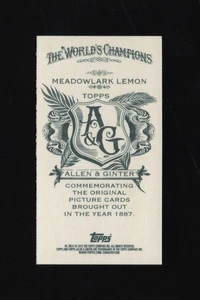 THE WORLD'S CHAMPIONS
MEADOWLARK LEMON
TOPPS
A&G
ALLEN & GINTER
COMMEMORATING
THE ORIGINAL
PICTURE CARDS
BROUGHT OUT
IN THE YEAR 1887.
Topps